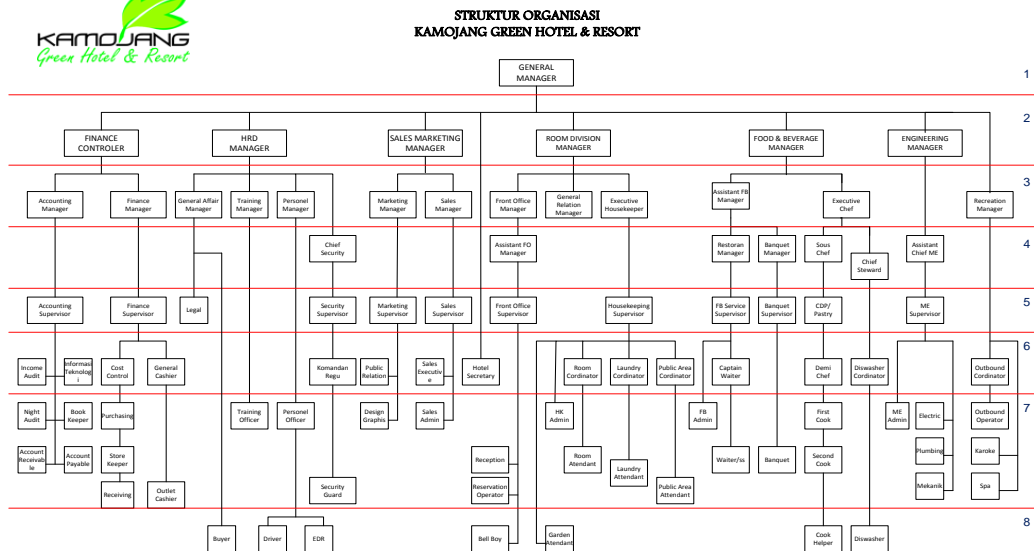 STRUKTUR ORGANISASI
KAMOJANG GREEN HOTEL & RESORT
KAMOJANG
Green Hotel & Resort
GENERAL
MANAGER
1
2
FINANCE
CONTROLER
HRD
MANAGER
SALES MARKETING
MANAGER
ROOM DIVISION
MANAGER
FOOD & BEVERAGE
MANAGER
ENGINEERING
MANAGER
3
Accounting
Manager
Finance
Manager
General Affair
Manager
Training
Manager
Personel
Manager
Marketing
Manager
Sales
Manager
Front Office
Manager
General
Relation
Manager
Executive
Housekeeper
Assistant FB
Manager
Executive
Chef
Recreation
Manager
4
Chief
Security
Assistant FO
Manager
Restoran
Manager
Banquet
Manager
Sous
Chef
Chief
Steward
Assistant
Chief ME
5
Accounting
Supervisor
Finance
Supervisor
Legal
Security
Supervisor
Marketing
Supervisor
Sales
Supervisor
Front Office
Supervisor
Housekeeping
Supervisor
FB Service
Supervisor
Banquet
Supervisor
CDP/
Pastry
ME
Supervisor
6
Income
Audit
Informasi
Teknolog
i
Cost
Control
General
Cashier
Komandan
Regu
Public
Relation
Sales
Executiv
e
Hotel
Secretary
Room
Cordinator
Laundry
Cordinator
Public Area
Cordinator
Captain
Waiter
Demi
Chef
Diswasher
Cordinator
Outbound
Cordinator
7
Night
Audit
Book
Keeper
Purchasing
Training
Officer
Personel
Officer
Design
Graphis
Sales
Admin
HK
Admin
FB
Admin
First
Cook
ME
Admin
Electric
Outbound
Operator
Account
Receivab
le
Account
Payable
Store
Keeper
Reception
Room
Atendant
Laundry
Attendant
Waiter/ss
Banquet
Second
Cook
Plumbing
Karoke
Receiving
Outlet
Cashier
Security
Guard
Reservation
Operator
Public Area
Attendant
Mekanik
Spa
8
Buyer
Driver
EDR
Bell Boy
Garden
Atendant
Cook
Helper
Diswasher